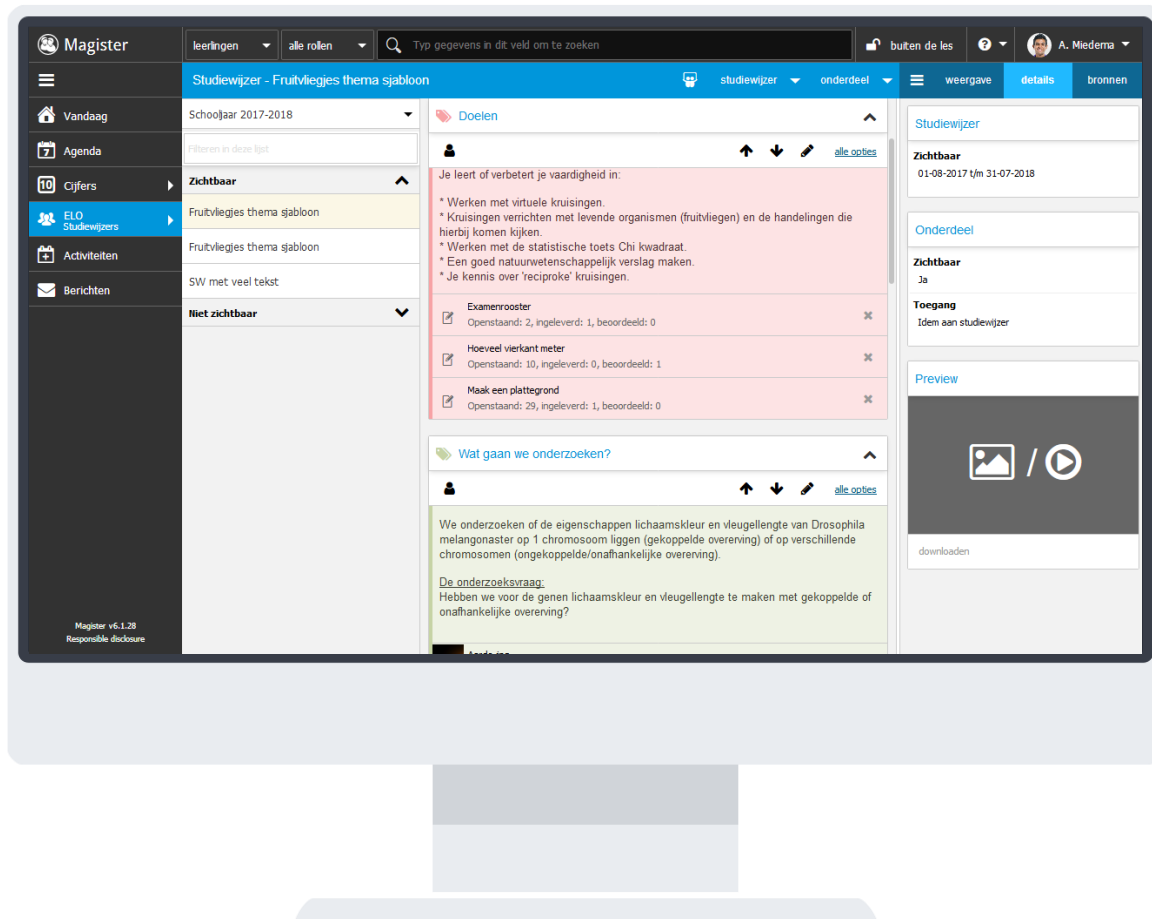 Magister
leerlingen
alle rollen
Typ gegevens in dit veld om te zoeken
buiten de les
A. Miedema
Studiewijzer - Fruitvliegjes thema sjabloon
studiewijzer
onderdeel
weergave
details
bronnen
Vandaag
7
Agenda
10
Cijfers
ELO
Studiewijzers
Activiteiten
Berichten
Magister v6.1.28
Responsible disclosure
Schooljaar 2017-2018
Filteren in deze lijst
Zichtbaar
Fruitvliegjes thema sjabloon
Fruitvliegjes thema sjabloon
SW met veel tekst
Niet zichtbaar
Doelen
alle opties
Je leert of verbetert je vaardigheid in:
* Werken met virtuele kruisingen.
* Kruisingen verrichten met levende organismen (fruitvliegen) en de handelingen die
hierbij komen kijken.
* Werken met de statistische toets Chi kwadraat.
* Een goed natuurwetenschappelijk verslag maken.
* Je kennis over 'reciproke' kruisingen.
Examenrooster
Openstaand: 2, ingeleverd: 1, beoordeeld: 0
Hoeveel vierkant meter
Openstaand: 10, ingeleverd: 0, beoordeeld: 1
Maak een plattegrond
Openstaand: 29, ingeleverd: 1, beoordeeld: 0
Wat gaan we onderzoeken?
alle opties
We onderzoeken of de eigenschappen lichaamskleur en vleugellengte van Drosophila
melangonaster op 1 chromosoom liggen (gekoppelde overerving) of op verschillende
chromosomen (ongekoppelde/onafhankelijke overerving).
De onderzoeksvraag:
Hebben we voor de genen lichaamskleur en vleugellengte te maken met gekoppelde of
onafhankelijke overerving?
Studiewijzer
Zichtbaar
01-08-2017 t/m 31-07-2018
Onderdeel
Zichtbaar
Ja
Toegang
Idem aan studiewijzer
Preview
/
downloaden